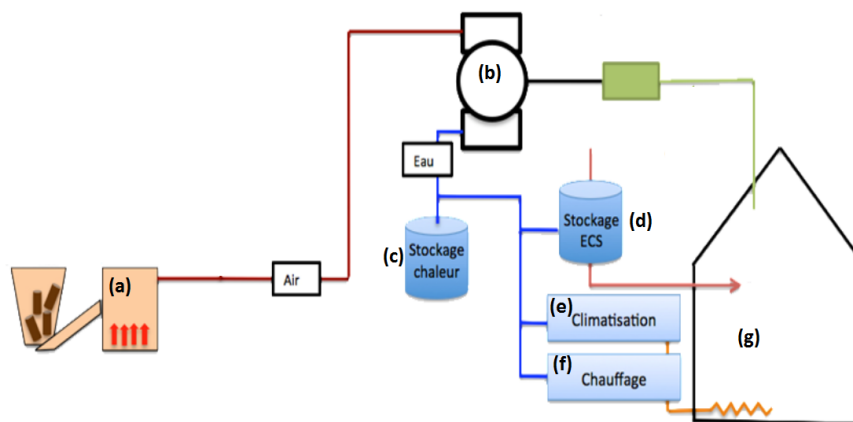 (b)
Eau
Stockage
ECS
(d)
(c)
Stockage
chaleur
(a)
Air
(e)
Climatisation
(f)
Chauffage
(g)